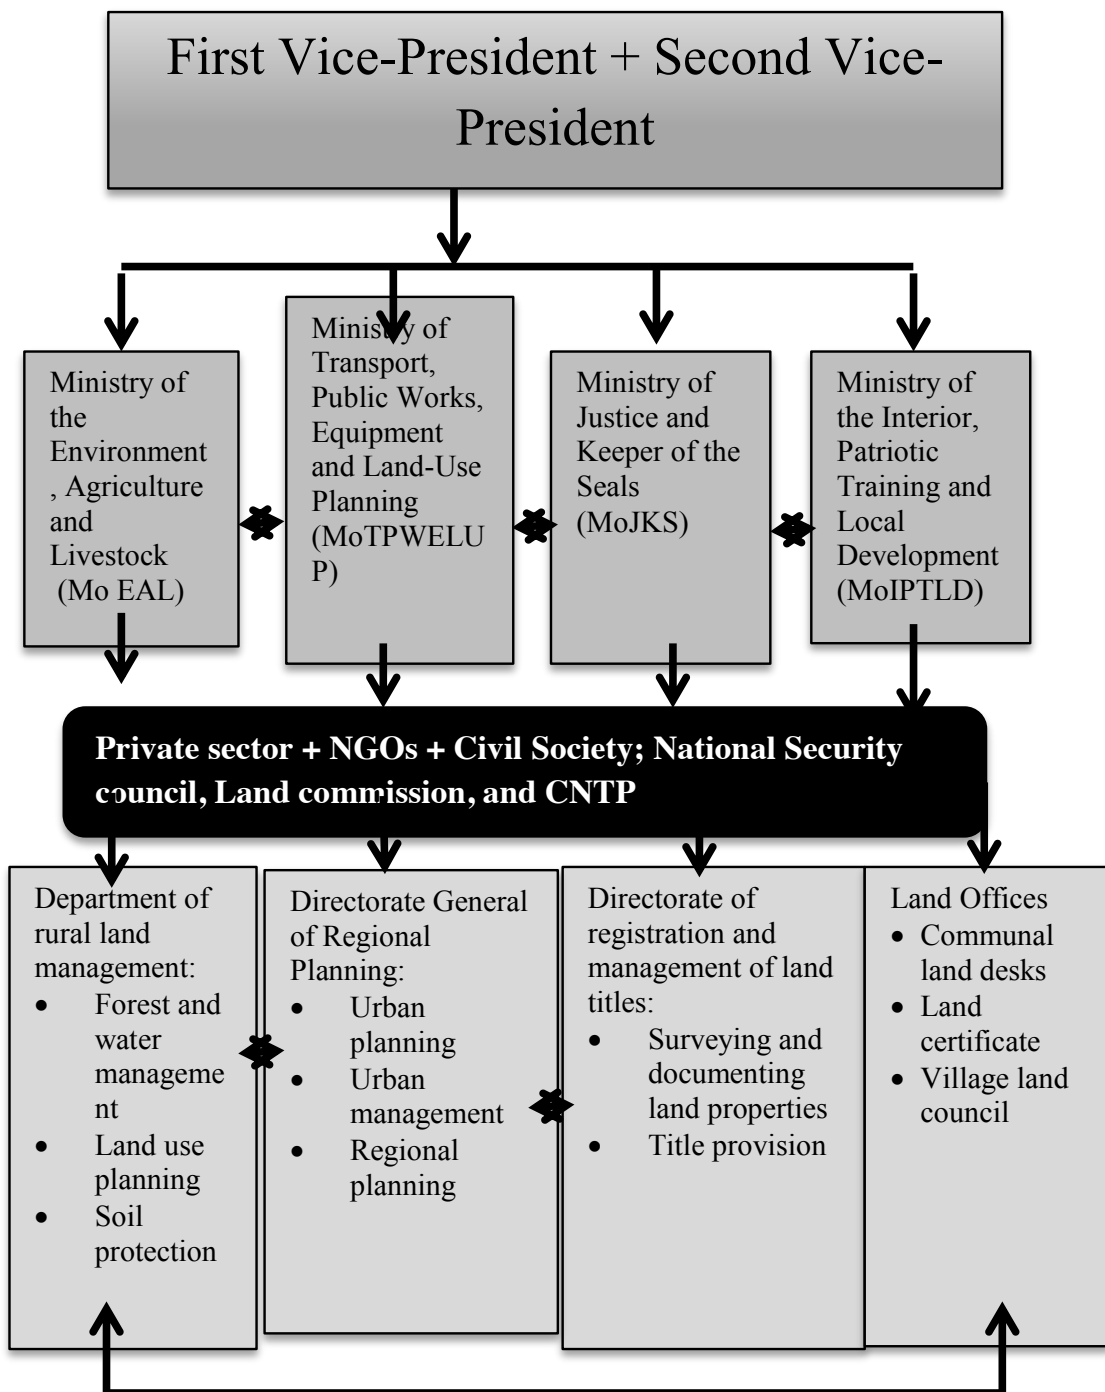 First Vice-President + Second Vice-
President
Ministry of
the
Environment
, Agriculture
and
Livestock
(Mo EAL)
Ministry of
Transport,
Public Works,
Equipment
and Land-Use
Planning
(MoTPWELU
P)
Ministry of
Justice and
Keeper of the
Seals
(MoJKS)
Ministry of
the Interior,
Patriotic
Training and
Local
Development
(MoIPTLD)
Private sector + NGOs + Civil Society; National Security
council, Land commission, and CNTP
Department of
rural land
management:
• Forest and
water
manageme
nt
• Land use
planning
• Soil
protection
Directorate General
of Regional
Planning:
• Urban
planning
• Urban
management
• Regional
planning
Directorate of
registration and
management of land
titles:
• Surveying and
documenting
land properties
• Title provision
Land Offices
• Communal
land desks
• Land
certificate
• Village land
council